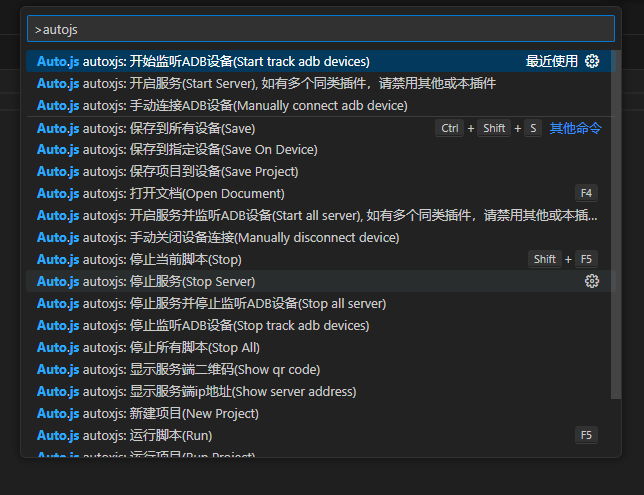 >autojs
Auto.js autoxjs: 开始监听ADB设备(Start track adb devices) 最近使用
Auto.js autoxjs: 开启服务(Start Server), 如有多个同类插件，请禁用其他或本插件
Auto.js autoxjs: 手动连接ADB设备(Manually connect adb device)
Auto.js autoxjs: 保存到所有设备(Save) Ctrl + Shift + S 其他命令
Auto.js autoxjs: 保存到指定设备(Save On Device)
Auto.js autoxjs: 保存项目到设备(Save Project)
Auto.js autoxjs: 打开文档(Open Document) F4
Auto.js autoxjs: 开启服务并监听ADB设备(Start all server), 如有多个同类插件，请禁用其他或本插...
Auto.js autoxjs: 手动关闭设备连接(Manually disconnect device)
Auto.js autoxjs: 停止当前脚本(Stop) Shift + F5
Auto.js autoxjs: 停止服务(Stop Server)
Auto.js autoxjs: 停止服务并停止监听ADB设备(Stop all server)
Auto.js autoxjs: 停止监听ADB设备(Stop track adb devices)
Auto.js autoxjs: 停止所有脚本(Stop All)
Auto.js autoxjs: 显示服务端二维码(Show qr code)
Auto.js autoxjs: 显示服务端ip地址(Show server address)
Auto.js autoxjs: 新建项目(New Project)
Auto.js autoxjs: 运行脚本(Run) F5
Auto.js autoxjs: 运行项目(Run Project)